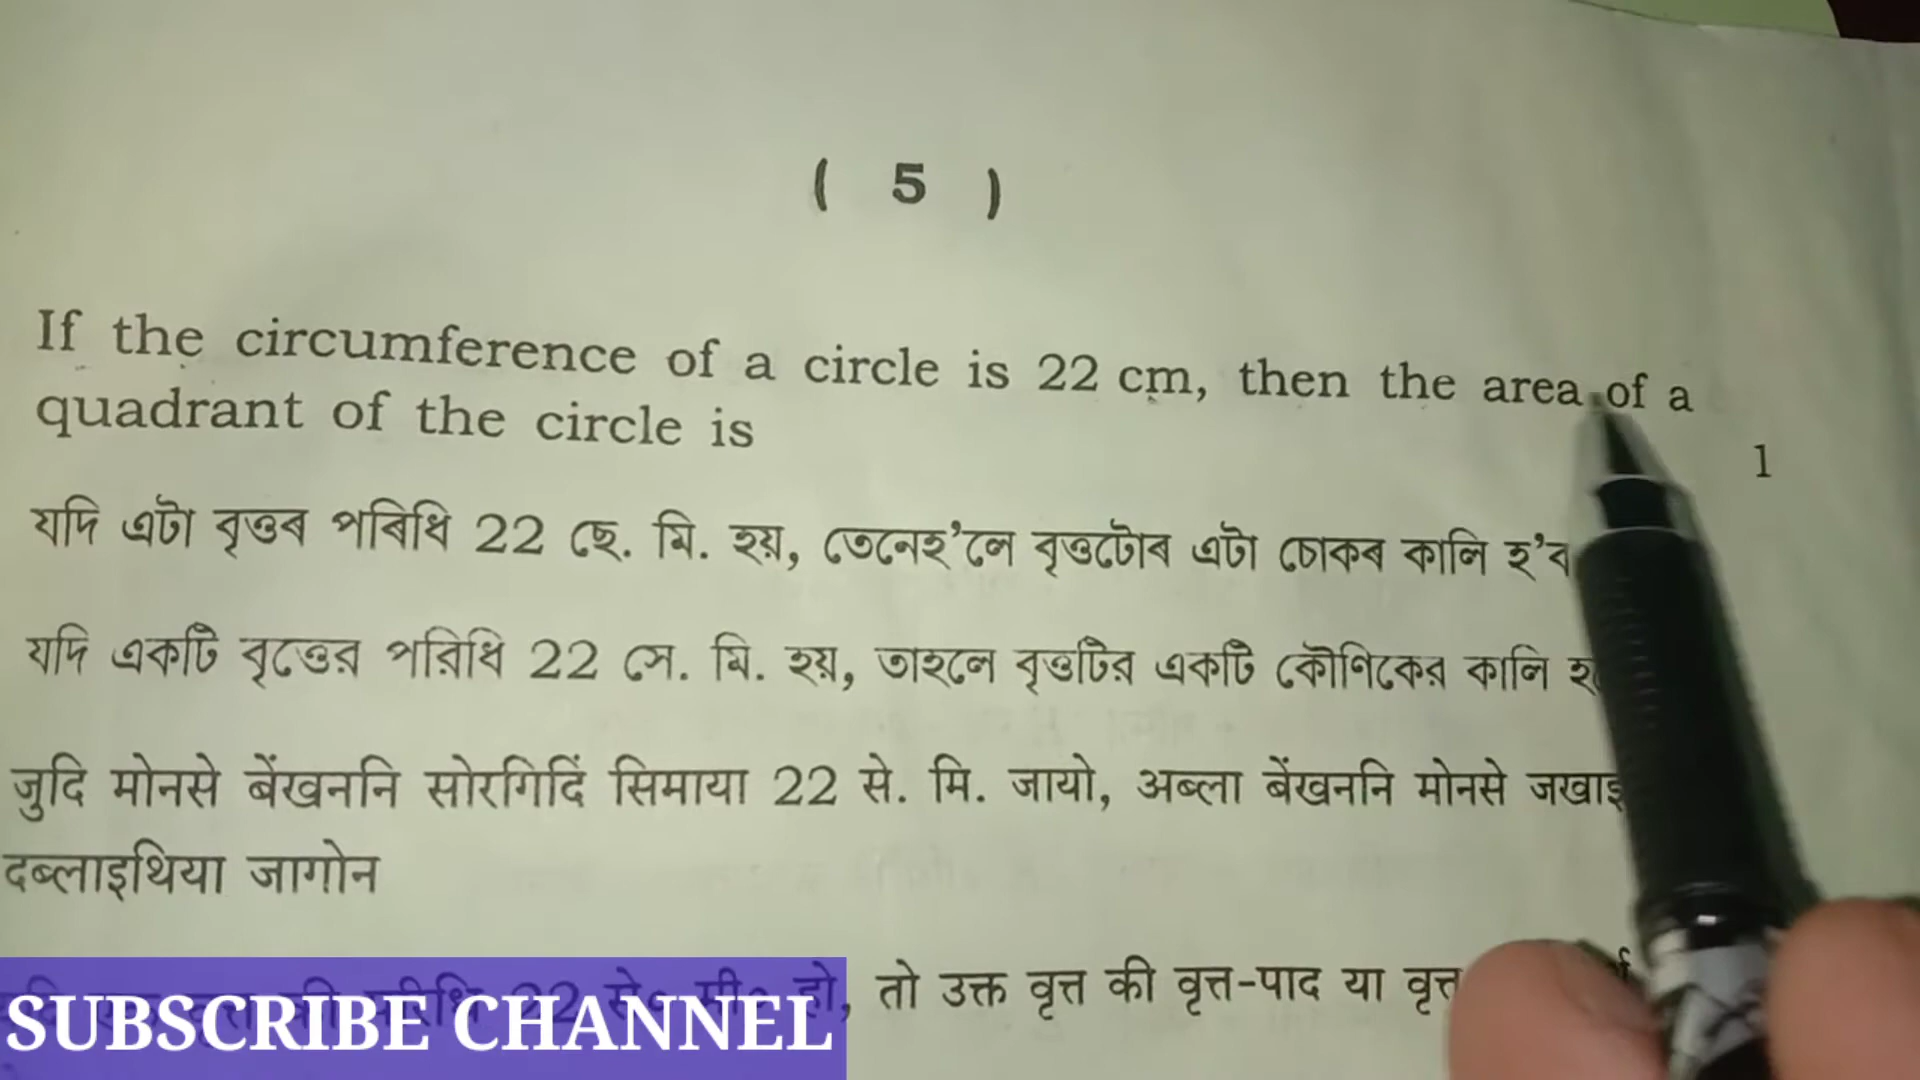 ( 5 )
If the circumference of a circle is 22 cm, then the area of a
quadrant of the circle is
1
যদি এটা বৃত্তৰ পৰিধি 22 ছে. মি. হয়, তেনেহ'লে বৃত্তটোৰ এটা চোকৰ কালি হ'ব
যদি একটি বৃত্তের পরিধি 22 সে. মি. হয়, তাহলে বৃত্তটির একটি কৌণিকের কালি
जुदि मोनसे बेंखननि सोरगिदिं सिमाया 22 से. मि. जायो, अब्ला बेंखननि मोनसे
दब्लाइथिया जागोन
22 से॰ मी॰ हो, तो उक्त वृत्त की वृत्त-पाद या
SUBSCRIBE CHANNEL